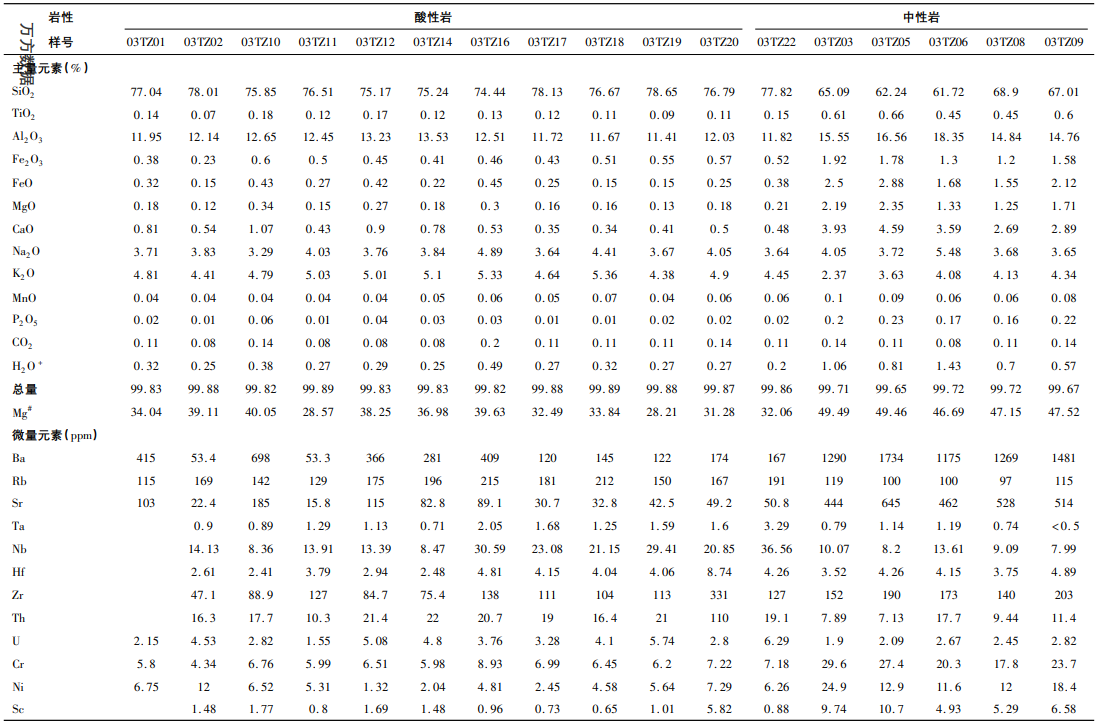 岩性 酸性岩 中性岩
样号 03TZ01 03TZ02 03TZ10 03TZ11 03TZ12 03TZ14 03TZ16 03TZ17 03TZ18 03TZ19 03TZ20 03TZ22 03TZ03 03TZ05 03TZ06 03TZ08 03TZ09
万方数据
主量元素(%)
SiO₂ 77.04 78.01 75.85 76.51 75.17 75.24 74.44 78.13 76.67 78.65 76.79 77.82 65.09 62.24 61.72 68.9 67.01
TiO₂ 0.14 0.07 0.18 0.12 0.17 0.12 0.12 0.13 0.12 0.11 0.09 0.11 0.15 0.61 0.66 0.45 0.45 0.6
Al₂O₃ 11.95 12.14 12.65 12.45 13.23 13.53 12.51 11.72 11.67 11.41 12.03 11.82 15.55 16.56 18.35 14.84 14.76
Fe₂O₃ 0.38 0.23 0.6 0.5 0.45 0.41 0.46 0.43 0.51 0.55 0.57 0.52 1.92 1.78 1.3 1.2 1.58
FeO 0.32 0.15 0.43 0.27 0.42 0.22 0.45 0.25 0.15 0.15 0.25 0.38 2.5 2.88 1.68 1.55 2.12
MgO 0.18 0.12 0.34 0.15 0.27 0.18 0.3 0.16 0.16 0.13 0.18 0.21 2.19 2.35 1.33 1.25 1.71
CaO 0.81 0.54 1.07 0.43 0.9 0.78 0.53 0.35 0.34 0.41 0.5 0.48 3.93 4.59 3.59 2.69 2.89
Na₂O 3.71 3.83 3.29 4.03 3.76 3.84 4.89 3.64 4.41 3.67 4.05 3.64 4.05 3.72 5.48 3.68 3.65
K₂O 4.81 4.41 4.79 5.03 5.01 5.1 5.33 4.64 5.36 4.38 4.9 4.45 2.37 3.63 4.08 4.13 4.34
MnO 0.04 0.04 0.04 0.04 0.04 0.05 0.06 0.05 0.07 0.04 0.06 0.06 0.1 0.09 0.06 0.06 0.08
P₂O₅ 0.02 0.01 0.06 0.01 0.04 0.03 0.03 0.01 0.01 0.02 0.02 0.02 0.2 0.23 0.17 0.16 0.22
CO₂ 0.11 0.08 0.14 0.08 0.08 0.08 0.2 0.11 0.11 0.11 0.14 0.11 0.14 0.11 0.08 0.11 0.14
H₂O⁺ 0.32 0.25 0.38 0.27 0.29 0.25 0.49 0.27 0.32 0.27 0.27 0.2 1.06 0.81 1.43 0.7 0.57
总量 99.83 99.88 99.82 99.89 99.83 99.83 99.82 99.88 99.89 99.88 99.87 99.86 99.71 99.65 99.72 99.72 99.67
Mg# 34.04 39.11 40.05 28.57 38.25 36.98 39.63 32.49 33.84 28.21 31.28 32.06 49.49 49.46 46.69 47.15 47.52
微量元素(ppm)
Ba 415 53.4 698 53.3 366 281 409 120 145 122 174 167 1290 1734 1175 1269 1481
Rb 115 169 142 129 175 196 215 181 212 150 167 191 119 100 100 97 115
Sr 103 22.4 185 15.8 115 82.8 89.1 30.7 32.8 42.5 49.2 50.8 444 645 462 528 514
Ta 0.9 0.89 1.29 1.13 0.71 2.05 1.68 1.25 1.59 1.6 3.29 0.79 1.14 1.19 0.74 <0.5
Nb 14.13 8.36 13.91 13.39 8.47 30.59 23.08 21.15 29.41 20.85 36.56 10.07 8.2 13.61 9.09 7.99
Hf 2.61 2.41 3.79 2.94 2.48 4.81 4.15 4.04 4.06 8.74 4.26 3.52 4.26 4.15 3.75 4.89
Zr 47.1 88.9 127 84.7 75.4 138 111 104 113 331 127 152 190 173 140 203
Th 16.3 17.7 10.3 21.4 22 20.7 19 16.4 21 110 19.1 7.89 7.13 17.7 9.44 11.4
U 2.15 4.53 2.82 1.55 5.08 4.8 3.76 3.28 4.1 5.74 2.8 6.29 1.9 2.09 2.67 2.45 2.82
Cr 5.8 4.34 6.76 5.99 6.51 5.98 8.93 6.99 6.45 6.2 7.22 7.18 29.6 27.4 20.3 17.8 23.7
Ni 6.75 12 6.52 5.31 1.32 2.04 4.81 2.45 4.58 5.64 7.29 6.26 24.9 12.9 11.6 12 18.4
Sc 1.48 1.77 0.8 1.69 1.48 0.96 0.73 0.65 1.01 5.82 0.88 9.74 10.7 4.93 5.29 6.58